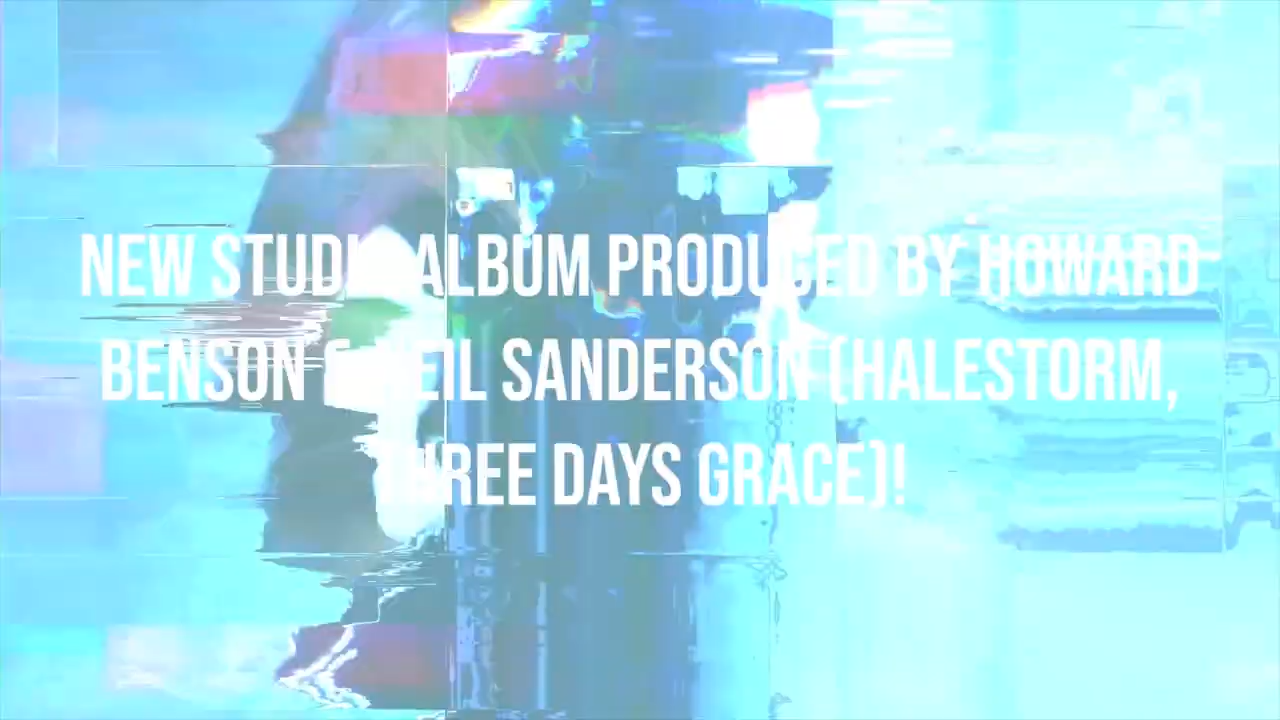 NEW STUDIO ALBUM PRODUCED BY HOWARD
BENSON & NEIL SANDERSON (HALESTORM,
THREE DAYS GRACE)!